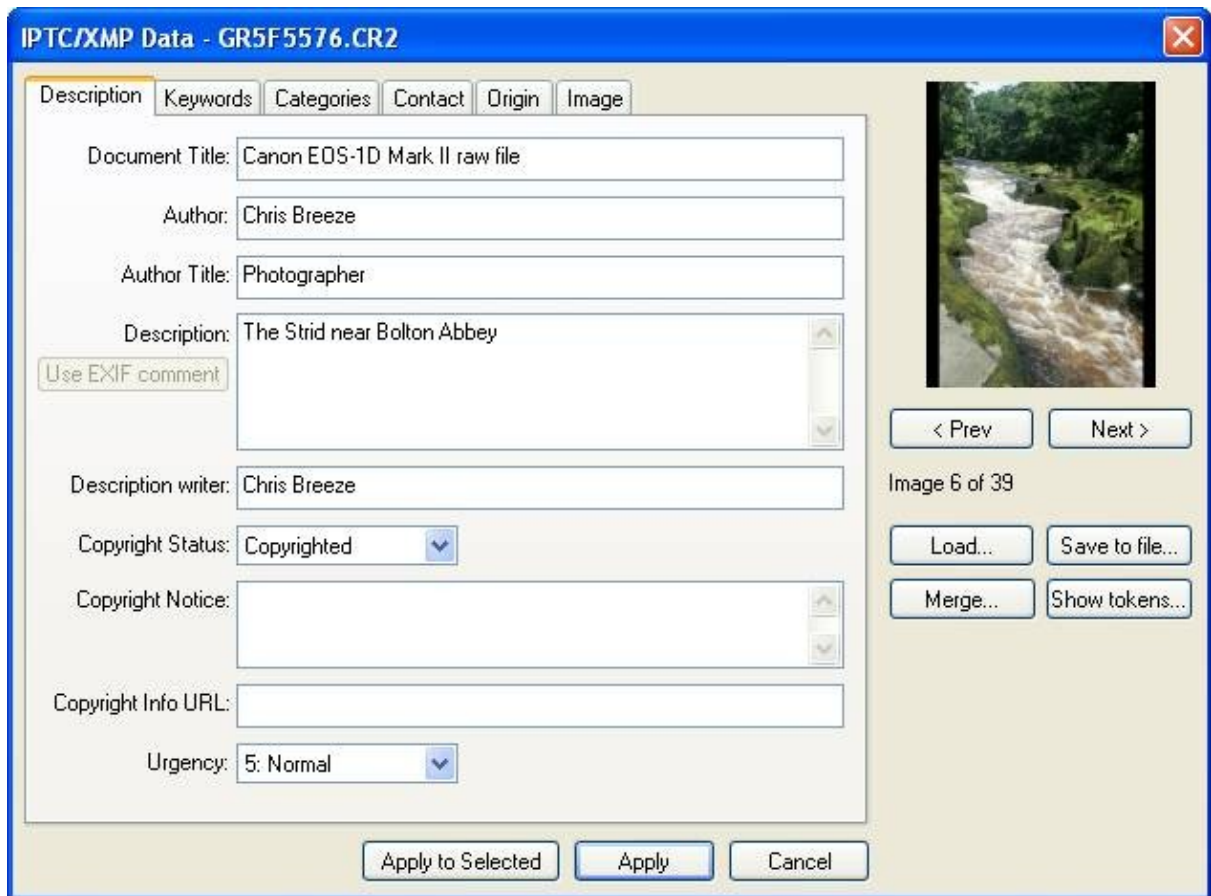 IPTC/XMP Data - GR5F5576.CR2
Description Keywords Categories Contact Origin Image
Document Title: Canon EOS-1D Mark II raw file
Author: Chris Breeze
Author Title: Photographer
Description: The Strid near Bolton Abbey
Use EXIF comment
Description writer: Chris Breeze
Copyright Status: Copyrighted
Copyright Notice:
Copyright Info URL:
Urgency: 5: Normal
< Prev Next >
Image 6 of 39
Load... Save to file...
Merge... Show tokens...
Apply to Selected Apply Cancel